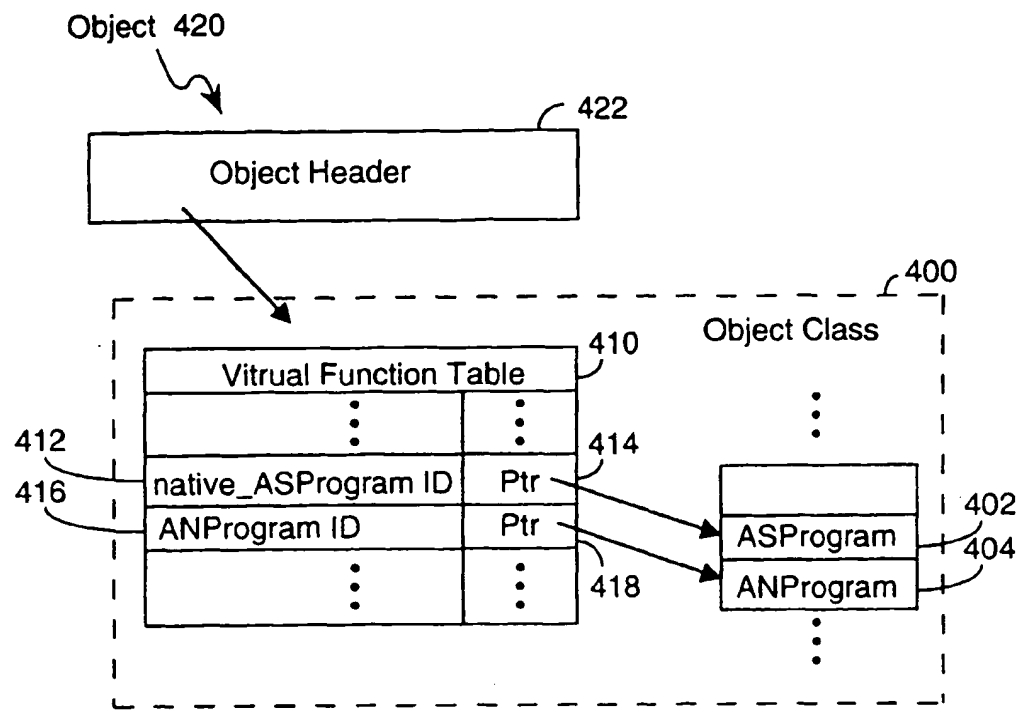 Object 420
422
Object Header
400
Object Class
410
Vitrual Function Table
412
414
native_ASProgram ID
Ptr
416
402
ANProgram ID
Ptr
ASProgram
404
418
ANProgram